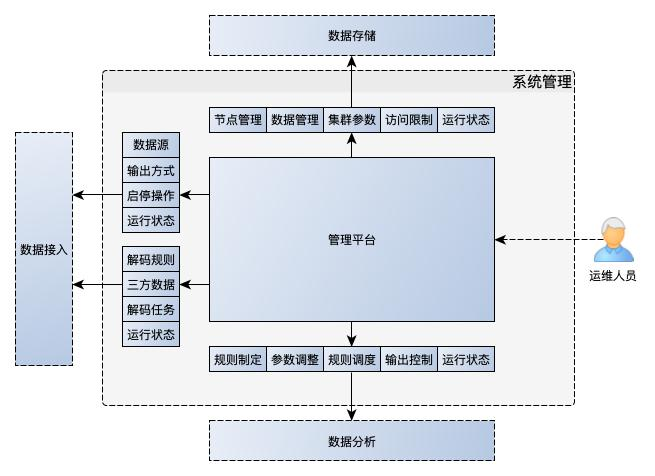 数据存储
系统管理
节点管理 数据管理 集群参数 访问限制 运行状态
数据源
输出方式
启停操作
运行状态
管理平台
数据接入
解码规则
三方数据
解码任务
运行状态
运维人员
规则制定 参数调整 规则调度 输出控制 运行状态
数据分析